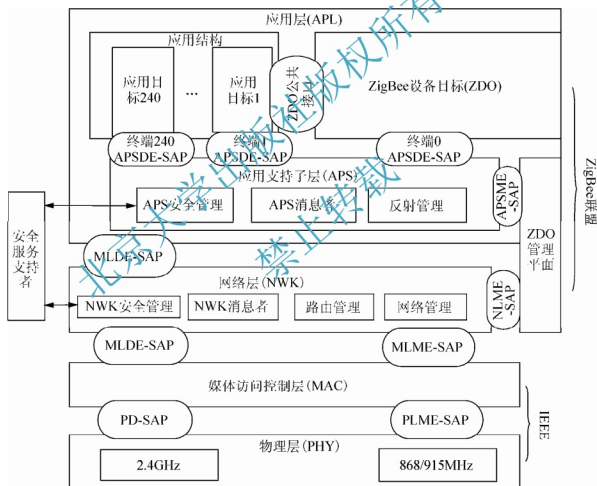 应用层(APL)
应用结构
应用目
标240
...
应用
目标1
ZDO公共
接口
ZigBee设备目标(ZDO)
终端240
APSDE-SAP
终端1
APSDE-SAP
终端0
APSDE-SAP
应用支持子层(APS)
APS安全管理
APS消息者
反射管理
APSME
-SAP
安全
服务
支持
者
ZDO
管理
平面
ZigBee联盟
MLDE-SAP
网络层(NWK)
NWK安全管理
NWK消息者
路由管理
网络管理
NLME
-SAP
MLDE-SAP
MLME-SAP
媒体访问控制层(MAC)
PD-SAP
PLME-SAP
IEEE
物理层(PHY)
2.4GHz
868/915MHz
北京大学出版社版权所有
禁止转载